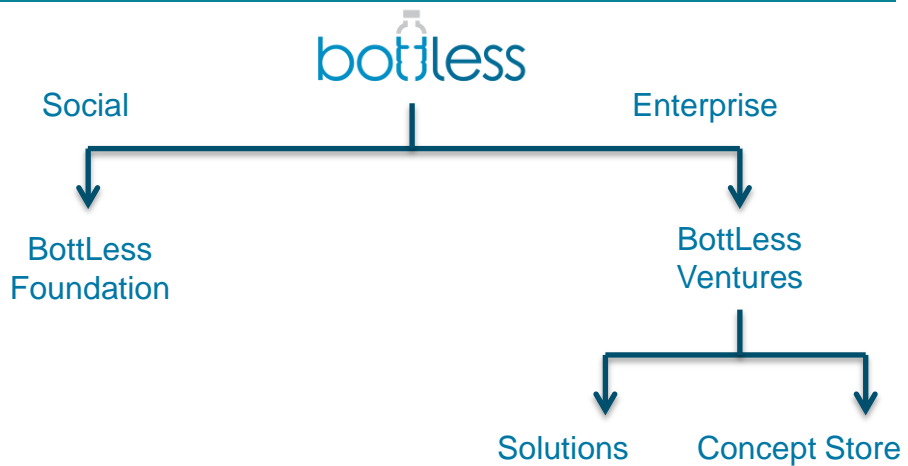 bottless
Social
Enterprise
BottLess
Foundation
BottLess
Ventures
Solutions
Concept Store